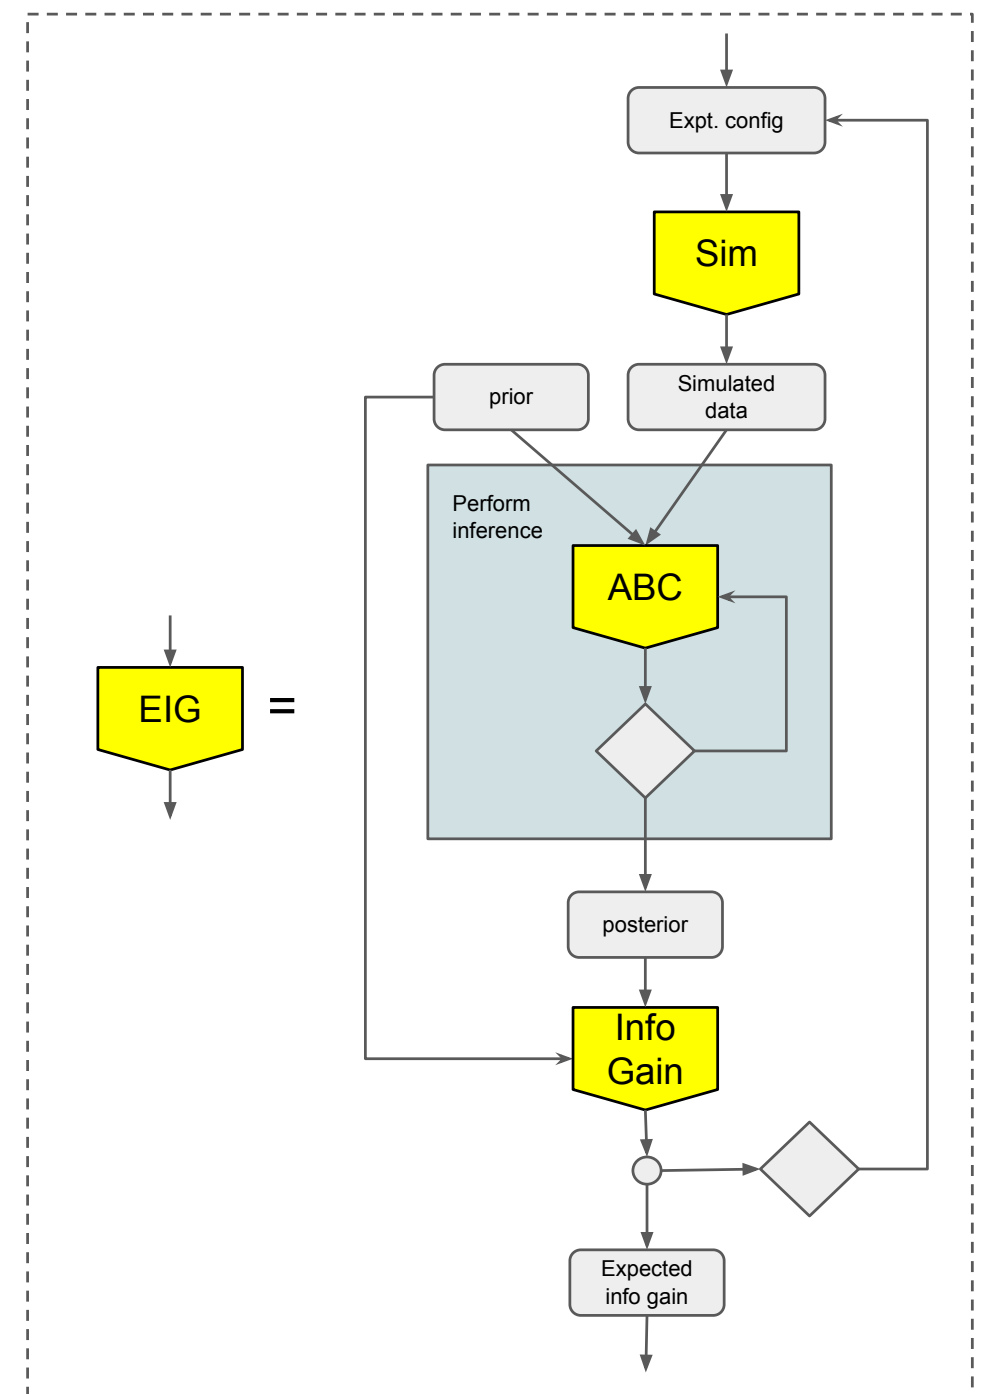 Expt. config
Sim
prior
Simulated
data
Perform
inference
ABC
EIG
=
posterior
Info
Gain
Expected
info gain